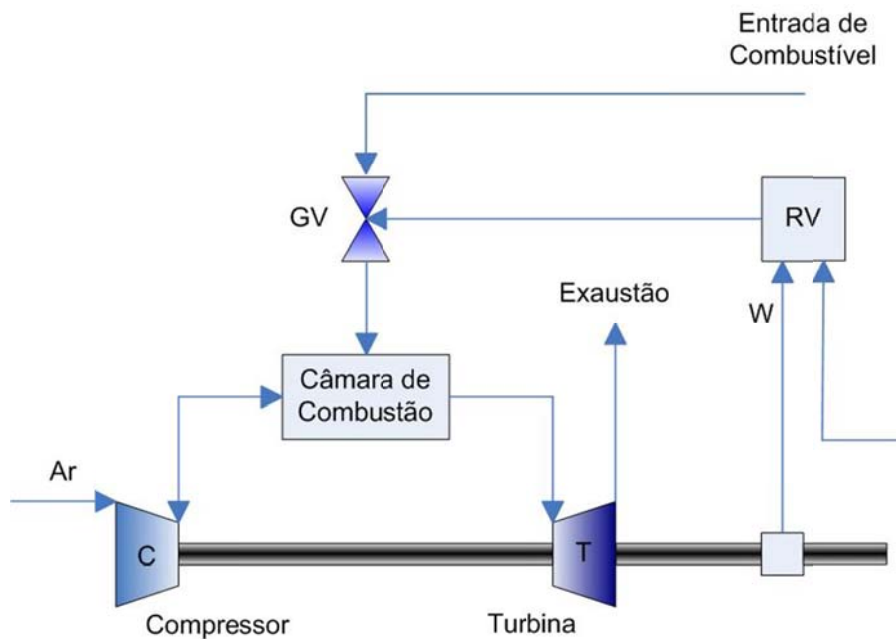 Entrada de
Combustível
GV
RV
Exaustão
W
Câmara de
Combustão
Ar
C
T
Compressor
Turbina